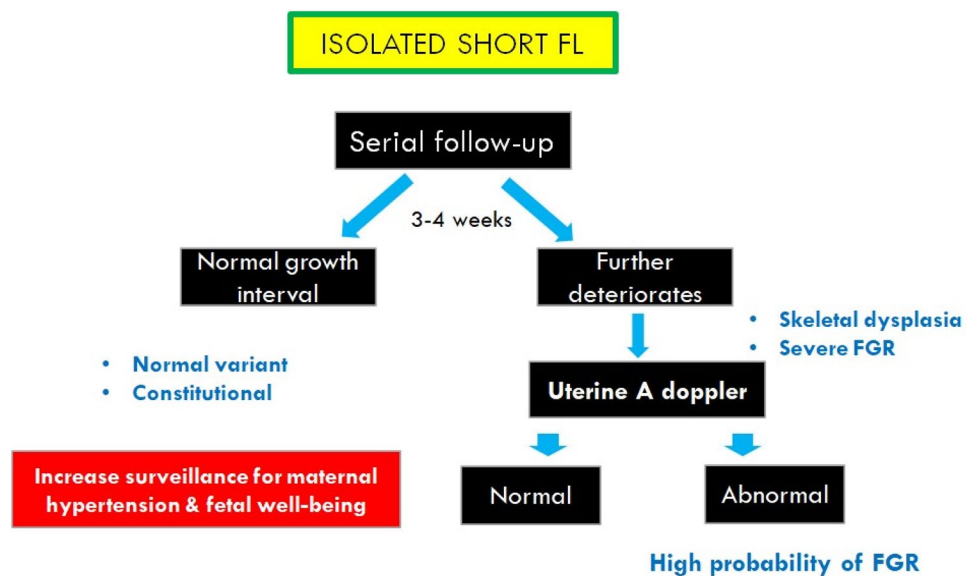 ISOLATED SHORT FL
Serial follow-up
3-4 weeks
Normal growth
interval
Further
deteriorates
• Skeletal dysplasia
• Severe FGR
• Normal variant
• Constitutional
Uterine A doppler
Increase surveillance for maternal
hypertension & fetal well-being
Normal
Abnormal
High probability of FGR